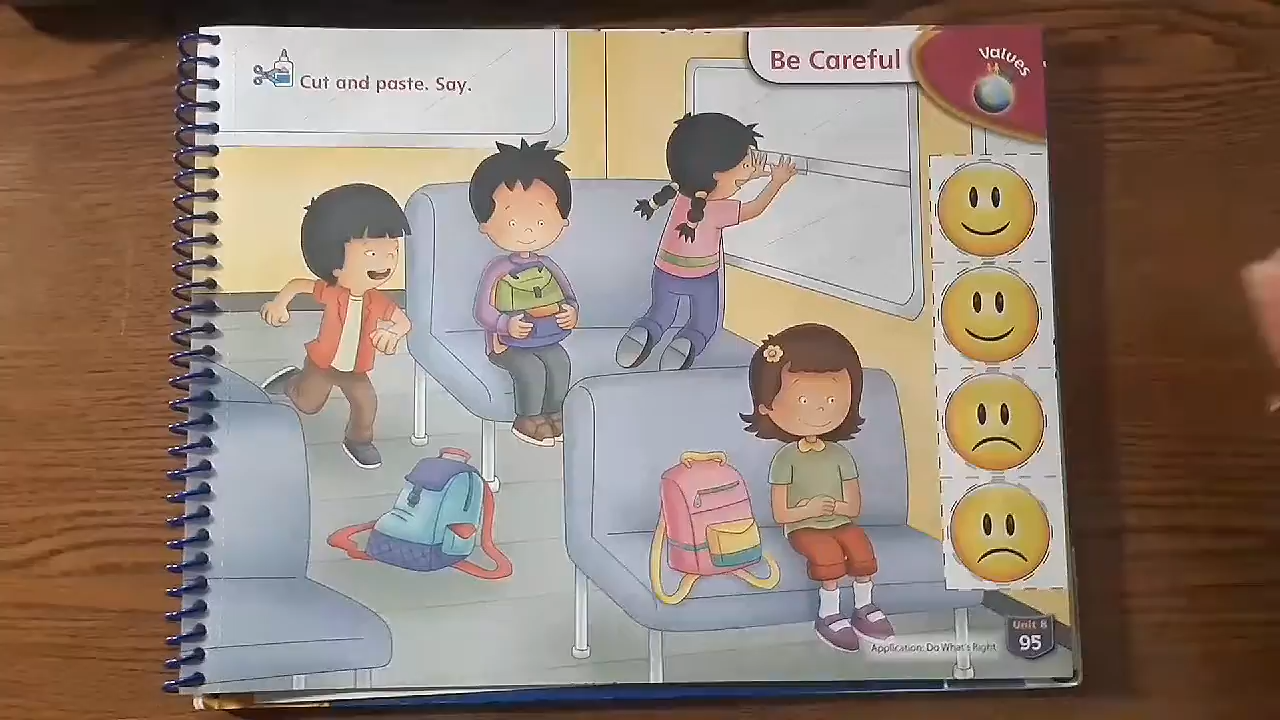 Cut and paste. Say.
Be Careful
Values
Application: Do What's Right
Unit 8
95